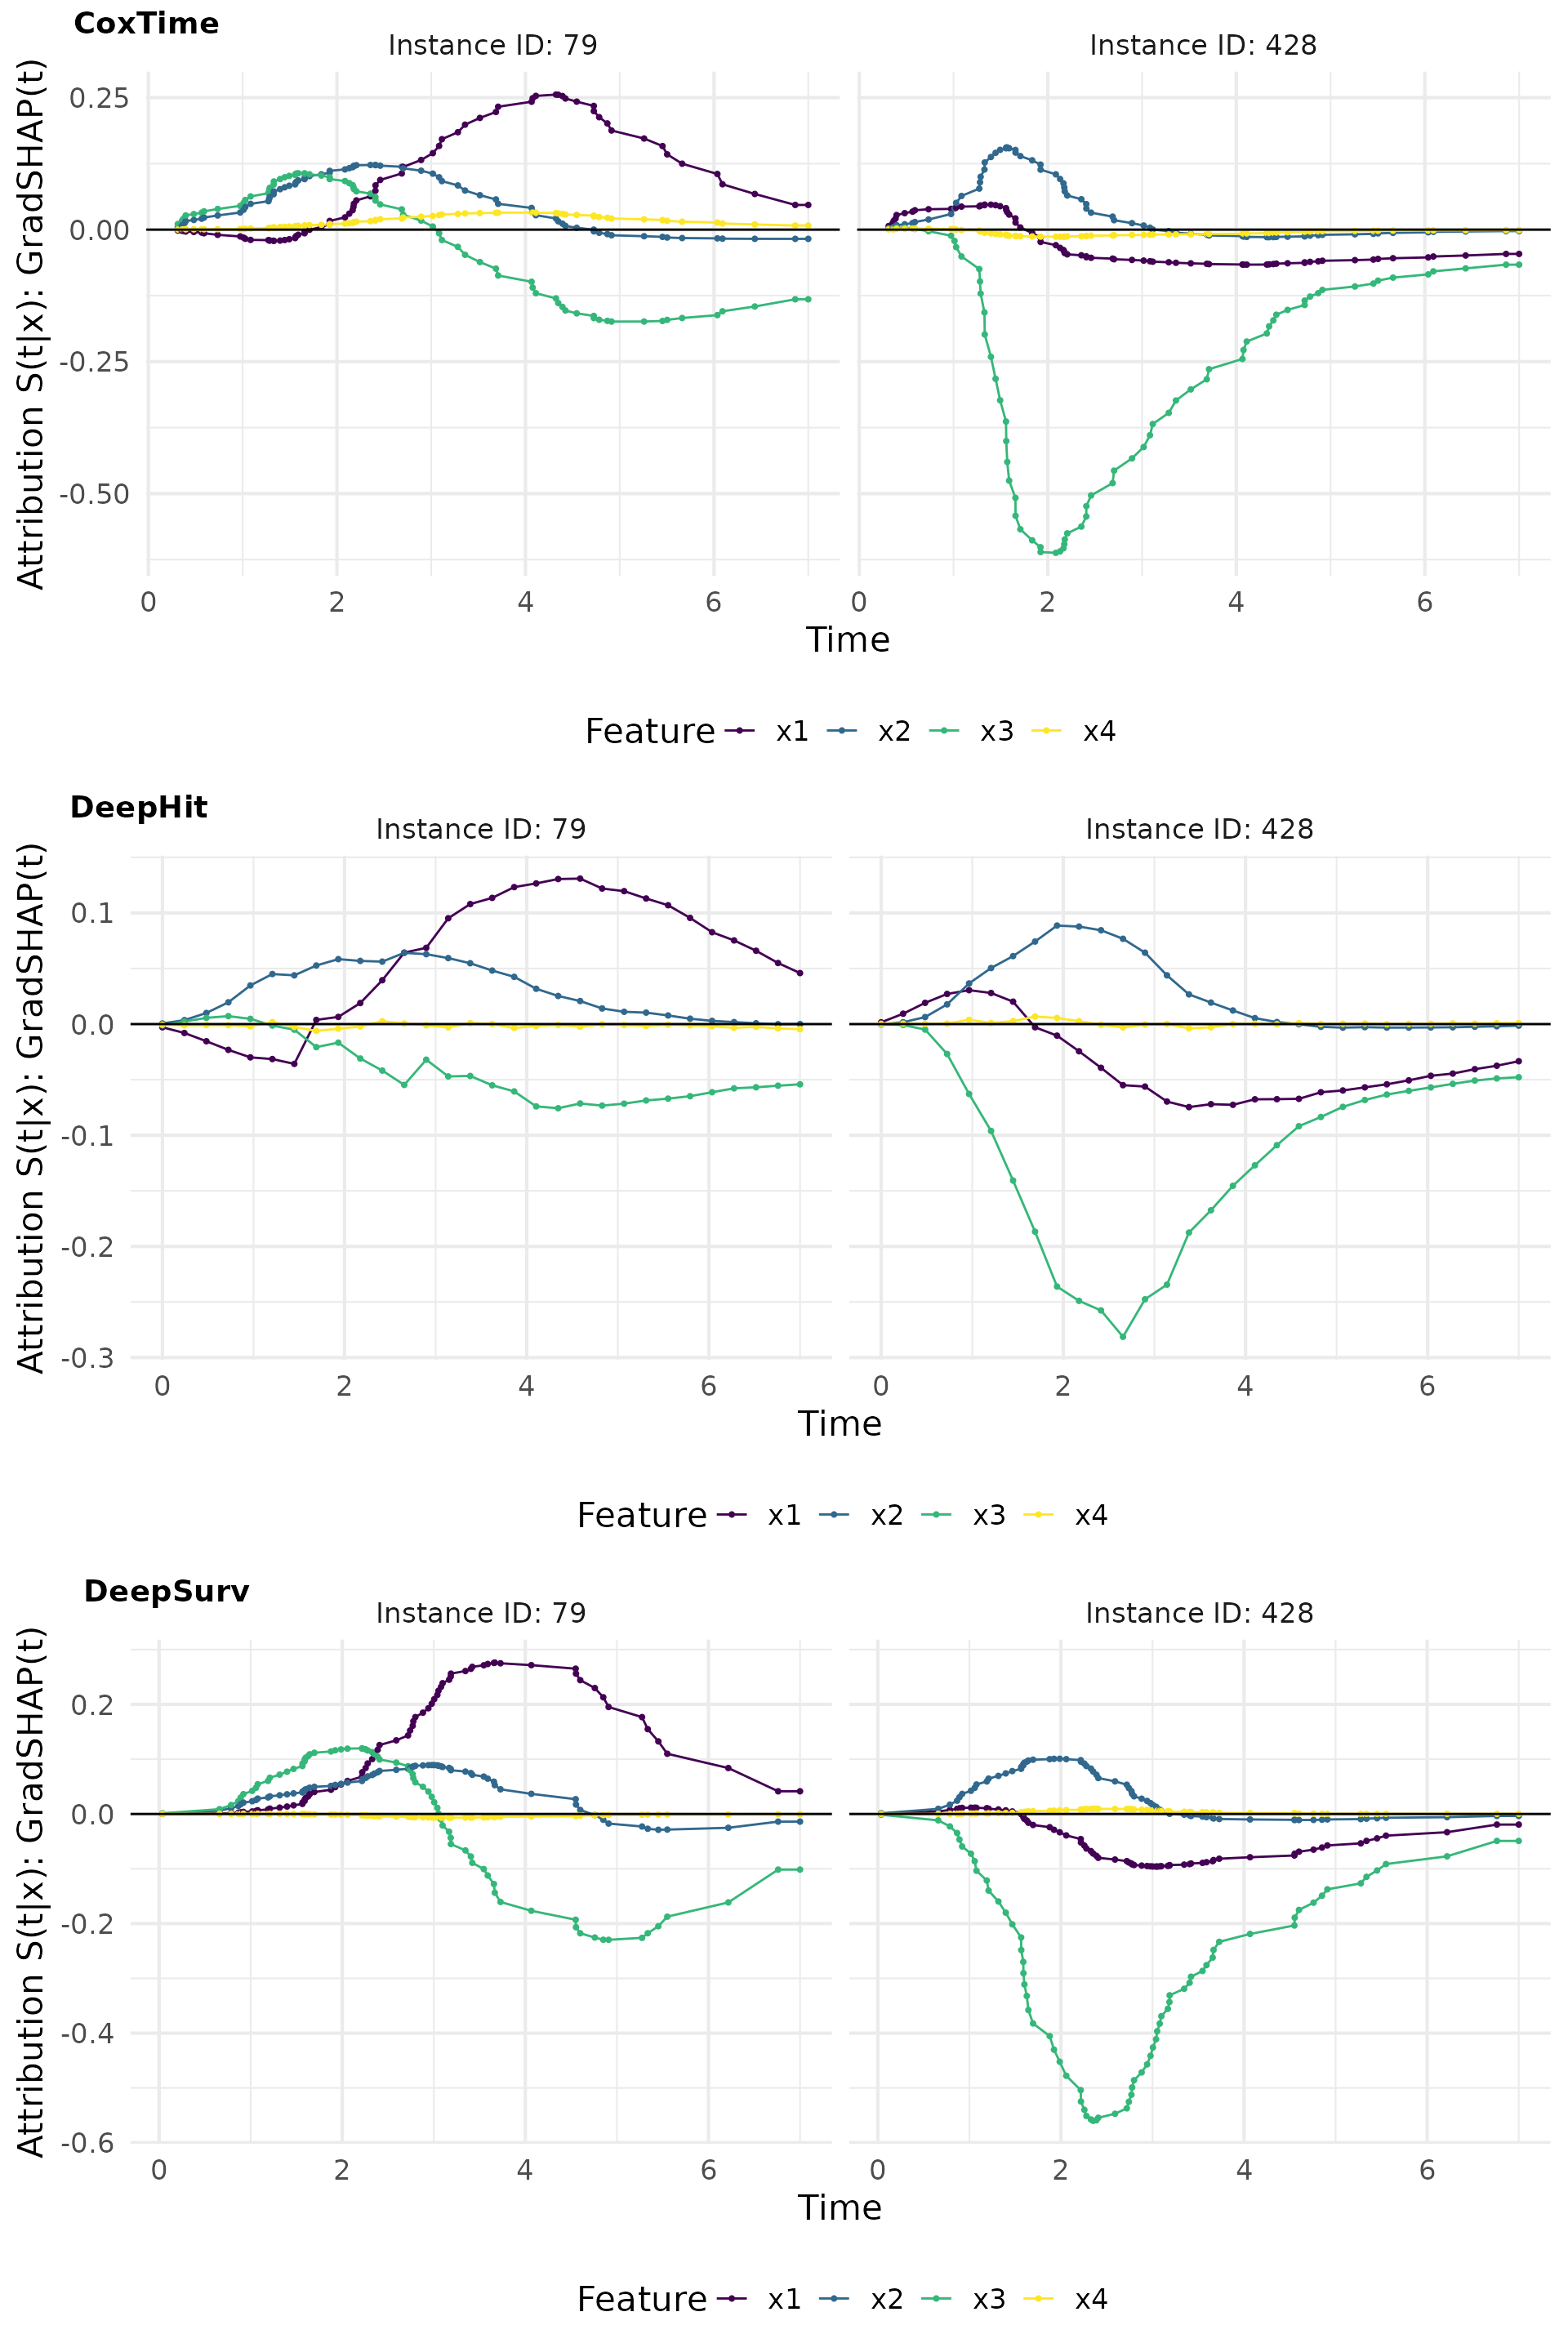 CoxTime
Instance ID: 79
Instance ID: 428
Attribution S(t|x): GradSHAP(t)
0.25
0.00
-0.25
-0.50
0 2 4 6
0 2 4 6
Time
Feature x1 x2 x3 x4
DeepHit
Instance ID: 79
Instance ID: 428
Attribution S(t|x): GradSHAP(t)
0.1
0.0
-0.1
-0.2
-0.3
0 2 4 6
0 2 4 6
Time
Feature x1 x2 x3 x4
DeepSurv
Instance ID: 79
Instance ID: 428
Attribution S(t|x): GradSHAP(t)
0.2
0.0
-0.2
-0.4
-0.6
0 2 4 6
0 2 4 6
Time
Feature x1 x2 x3 x4